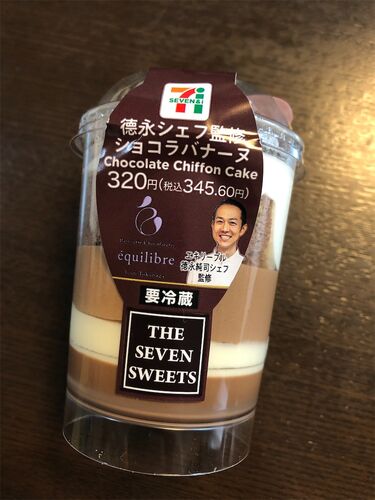 SEVEN&i
德永シェフ監修
ショコラバナーヌ
Chocolate Chiffon Cake
320円(税込345.60円)
équilibre
エキリーブル
德永純司シェフ
監修
要冷蔵
THE
SEVEN
SWEETS